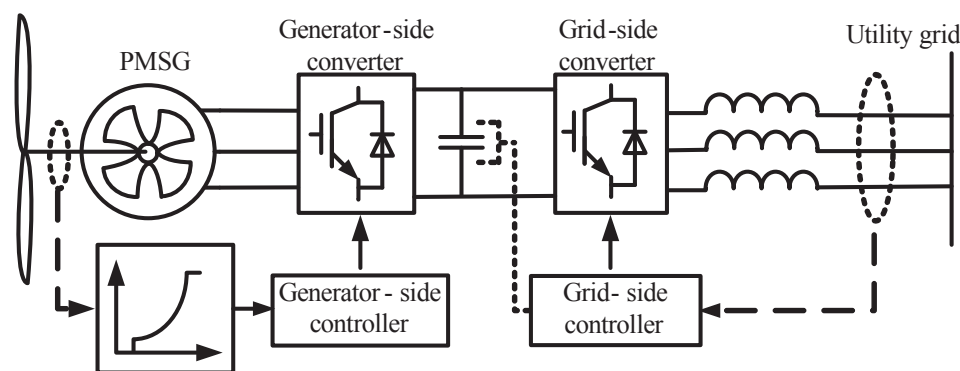 PMSG
Generator-side
converter
Grid-side
converter
Utility grid
Generator- side
controller
Grid- side
controller